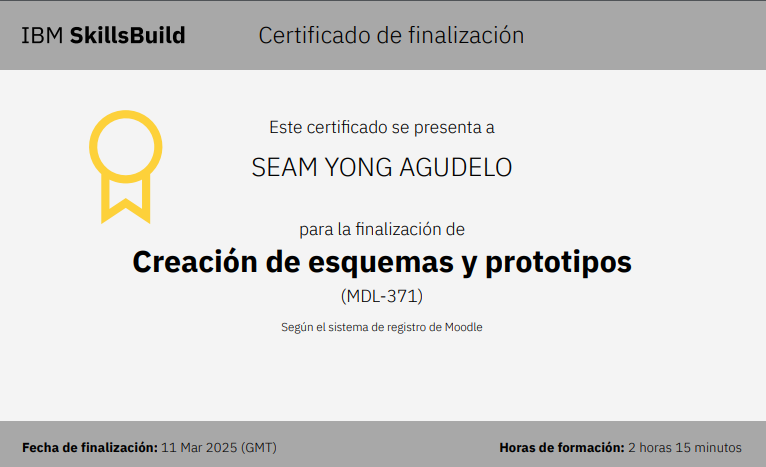 IBM SkillsBuild Certificado de finalización
Este certificado se presenta a
SEAM YONG AGUDELO
para la finalización de
Creación de esquemas y prototipos
(MDL-371)
Según el sistema de registro de Moodle
Fecha de finalización: 11 Mar 2025 (GMT) Horas de formación: 2 horas 15 minutos